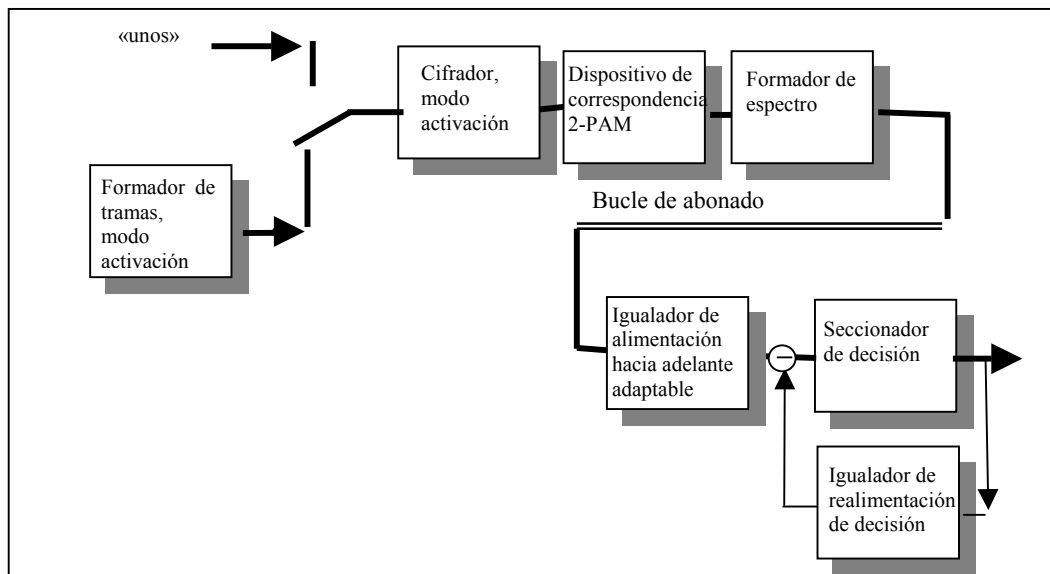 «unos»
Cifrador,
modo
activación
Dispositivo de
correspondencia
2-PAM
Formador de
espectro
Formador de
tramas,
modo
activación
Bucle de abonado
Igualador de
alimentación
hacia adelante
adaptable
−
Seccionador
de decisión
Igualador de
realimentación
de decisión